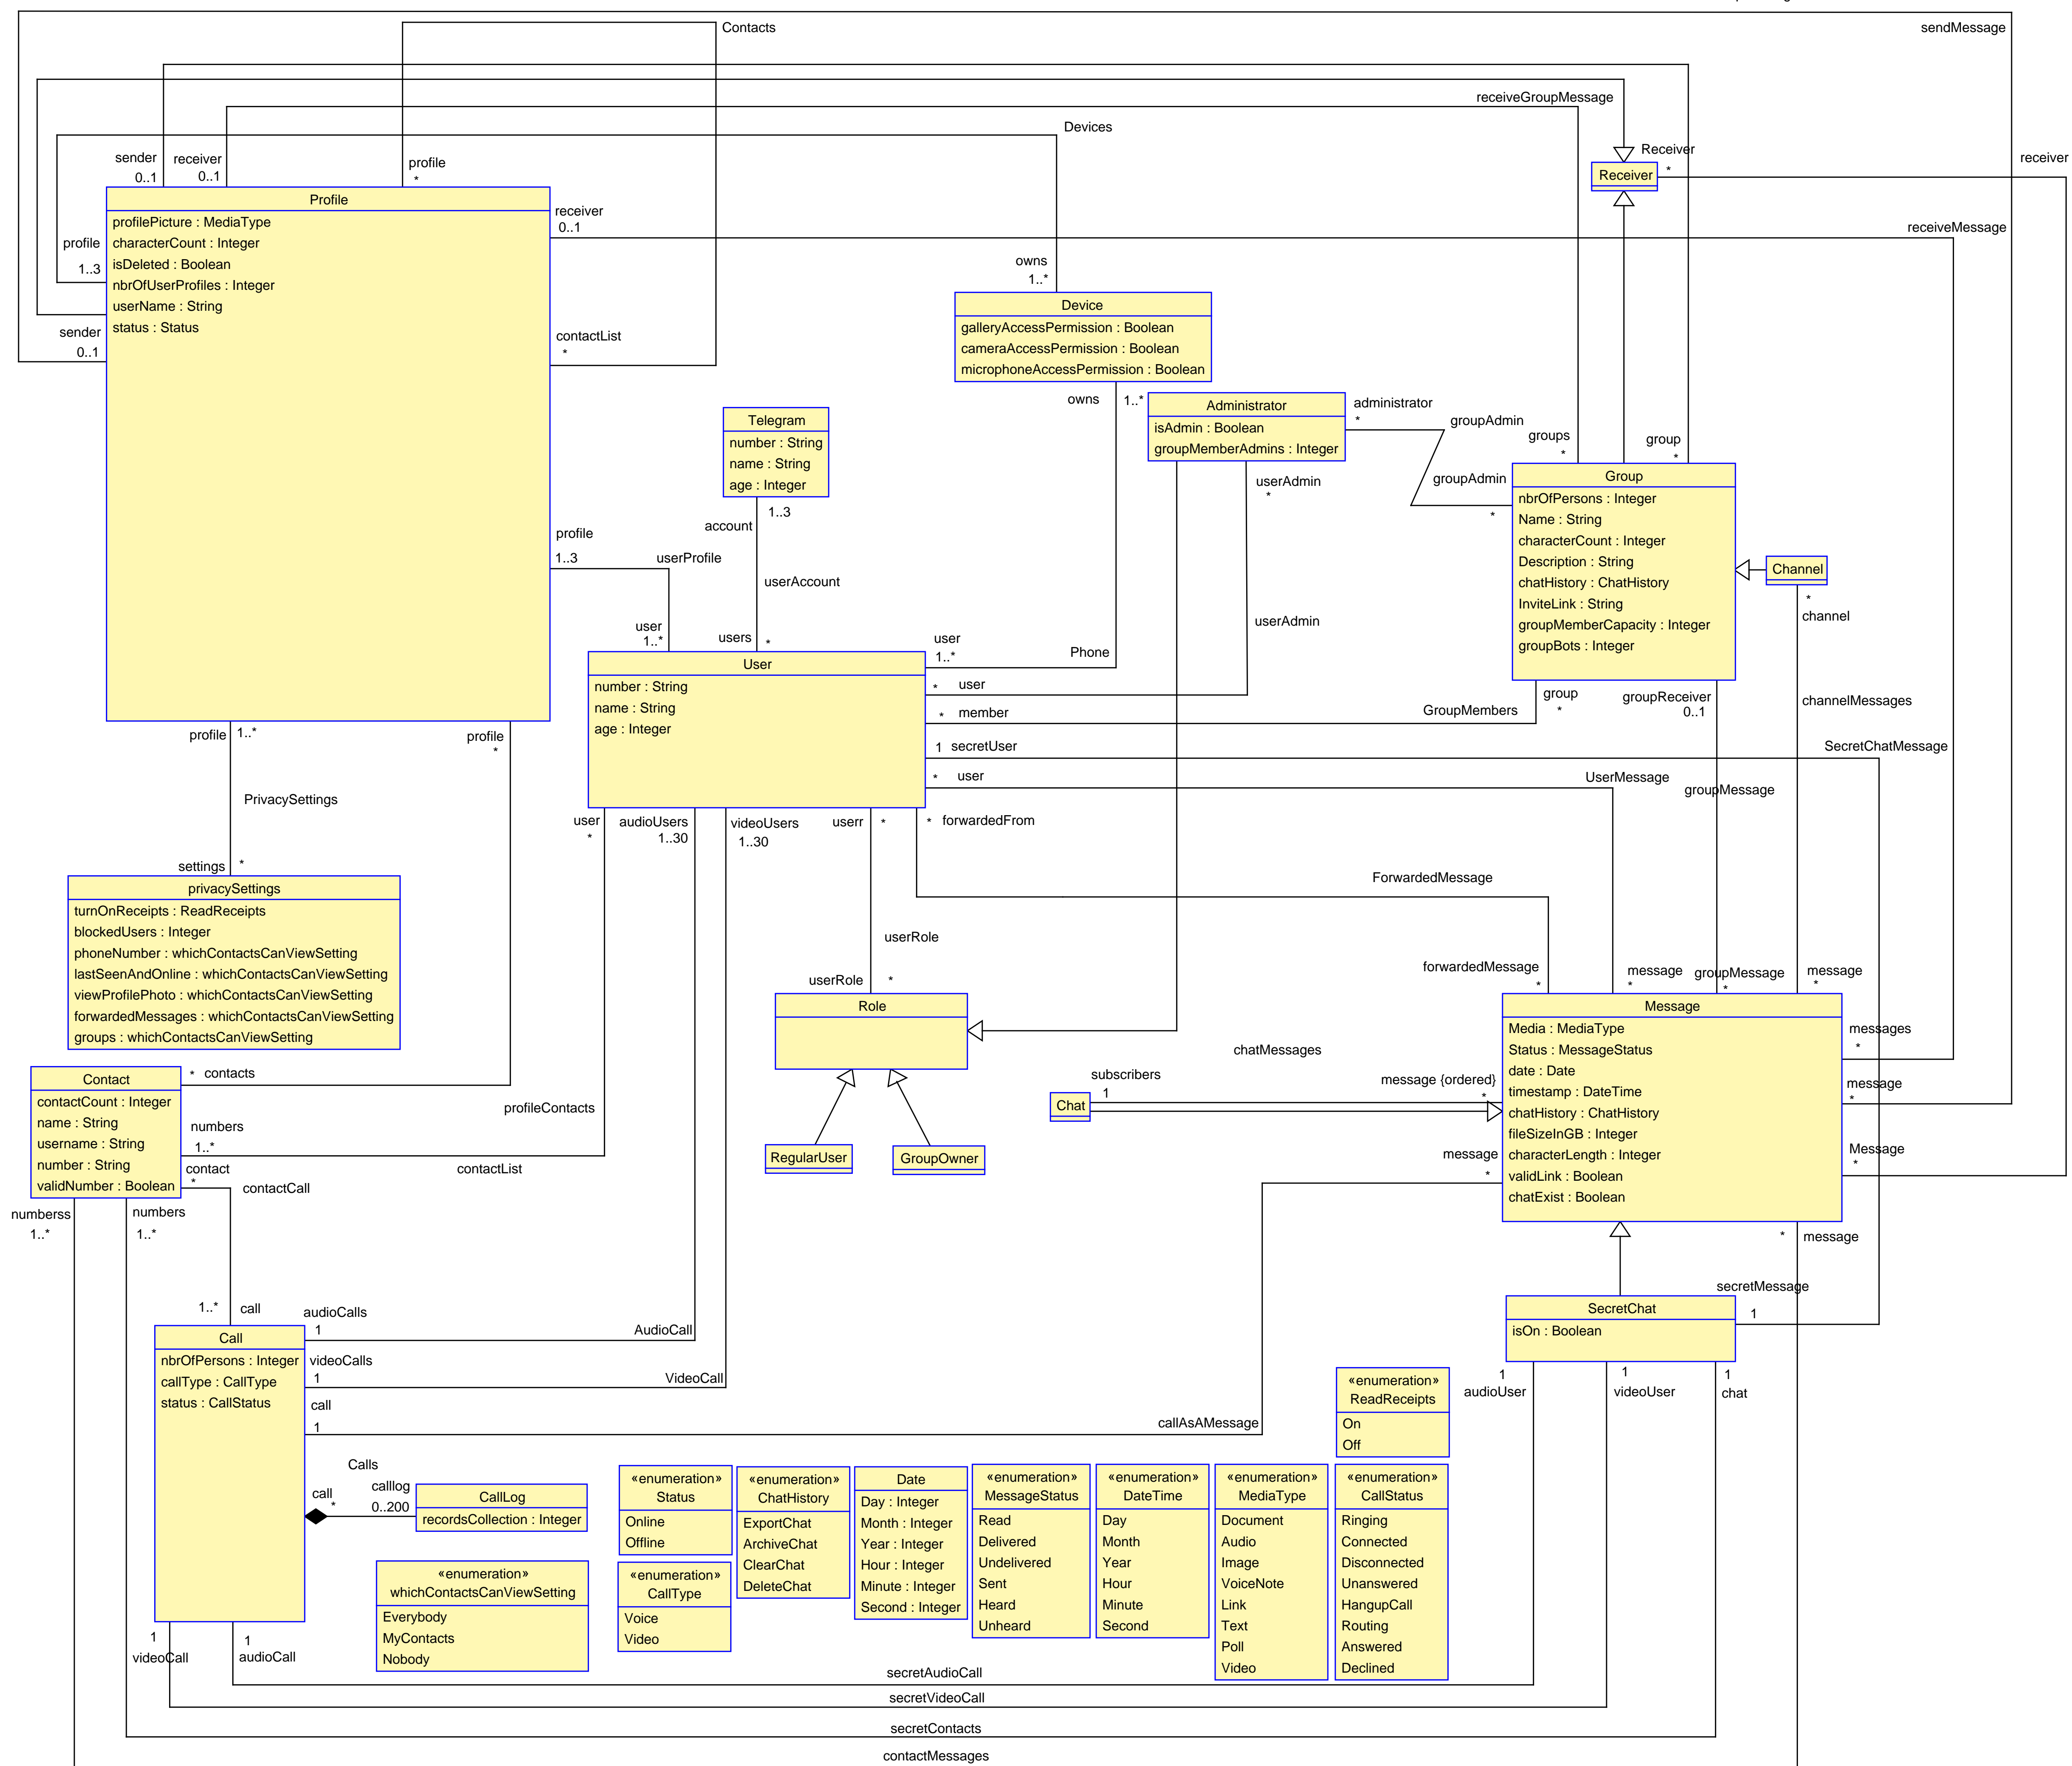 Contacts
sendMessage
receiveGroupMessage
Devices
sender
0..1
receiver
0..1
profile
*
Receiver
*
receiver
Receiver
Profile
profilePicture : MediaType
characterCount : Integer
isDeleted : Boolean
nbrOfUserProfiles : Integer
userName : String
status : Status
receiver
0..1
receiveMessage
profile
1..3
owns
1..*
sender
0..1
contactList
*
Device
galleryAccessPermission : Boolean
cameraAccessPermission : Boolean
microphoneAccessPermission : Boolean
owns
1..*
Administrator
isAdmin : Boolean
groupMemberAdmins : Integer
administrator
*
groupAdmin
groups
*
group
*
Telegram
number : String
name : String
age : Integer
1..3
account
userAccount
users
*
userAdmin
*
groupAdmin
*
Group
nbrOfPersons : Integer
Name : String
characterCount : Integer
Description : String
chatHistory : ChatHistory
InviteLink : String
groupMemberCapacity : Integer
groupBots : Integer
Channel
*
channel
profile
1..3
userProfile
user
1..*
user
1..*
Phone
userAdmin
User
number : String
name : String
age : Integer
* user
* member
GroupMembers
group
*
groupReceiver
0..1
channelMessages
1 secretUser
SecretChatMessage
* user
UserMessage
groupMessage
profile
1..*
profile
*
PrivacySettings
settings
*
user
*
audioUsers
1..30
videoUsers
1..30
userr
*
* forwardedFrom
ForwardedMessage
privacySettings
turnOnReceipts : ReadReceipts
blockedUsers : Integer
phoneNumber : whichContactsCanViewSetting
lastSeenAndOnline : whichContactsCanViewSetting
viewProfilePhoto : whichContactsCanViewSetting
forwardedMessages : whichContactsCanViewSetting
groups : whichContactsCanViewSetting
userRole
userRole
*
Role
RegularUser
GroupOwner
forwardedMessage
*
message
*
groupMessage
*
message
*
Message
Media : MediaType
Status : MessageStatus
date : Date
timestamp : DateTime
chatHistory : ChatHistory
fileSizeInGB : Integer
characterLength : Integer
validLink : Boolean
chatExist : Boolean
messages
*
message
*
Message
*
chatMessages
subscribers
1
message {ordered}
*
Chat
message
*
* message
Contact
contactCount : Integer
name : String
username : String
number : String
validNumber : Boolean
* contacts
profileContacts
numbers
1..*
contactList
contact
*
contactCall
numberss
1..*
numbers
1..*
1..*
call
secretMessage
1
SecretChat
isOn : Boolean
Call
nbrOfPersons : Integer
callType : CallType
status : CallStatus
audioCalls
1
AudioCall
videoCalls
1
VideoCall
call
1
callAsAMessage
1
audioUser
1
videoUser
1
chat
Calls
call
*
calllog
0..200
CallLog
recordsCollection : Integer
«enumeration»
ReadReceipts
On
Off
«enumeration»
Status
Online
Offline
«enumeration»
CallType
Voice
Video
«enumeration»
ChatHistory
ExportChat
ArchiveChat
ClearChat
DeleteChat
Date
Day : Integer
Month : Integer
Year : Integer
Hour : Integer
Minute : Integer
Second : Integer
«enumeration»
MessageStatus
Read
Delivered
Undelivered
Sent
Heard
Unheard
«enumeration»
DateTime
Day
Month
Year
Hour
Minute
Second
«enumeration»
MediaType
Document
Audio
Image
VoiceNote
Link
Text
Poll
Video
«enumeration»
CallStatus
Ringing
Connected
Disconnected
Unanswered
HangupCall
Routing
Answered
Declined
«enumeration»
whichContactsCanViewSetting
Everybody
MyContacts
Nobody
1
videoCall
1
audioCall
secretAudioCall
secretVideoCall
secretContacts
contactMessages